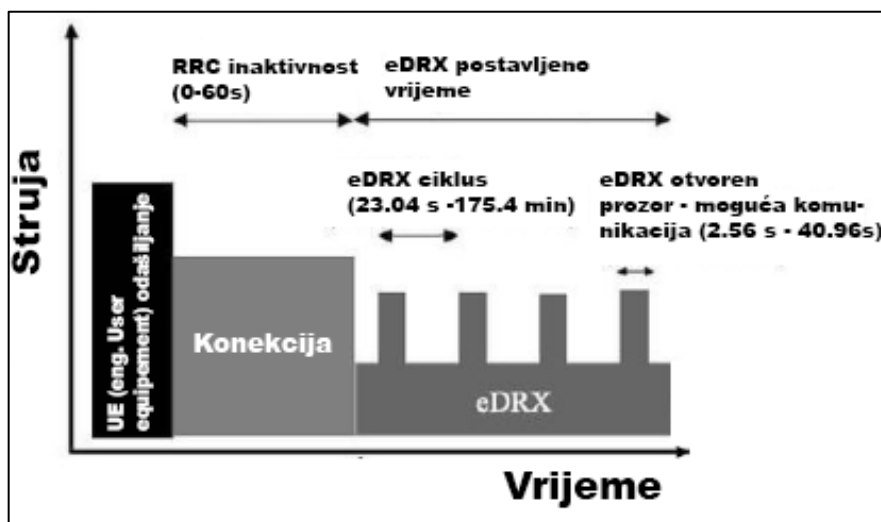 RRC inaktivnost
(0-60s)
eDRX postavljeno
vrijeme
eDRX ciklus
(23.04 s -175.4 min)
eDRX otvoren
prozor - moguća komu-
nikacija (2.56 s - 40.96s)
Struja
UE (eng. User
equipement) odašiljanje
Konekcija
eDRX
Vrijeme